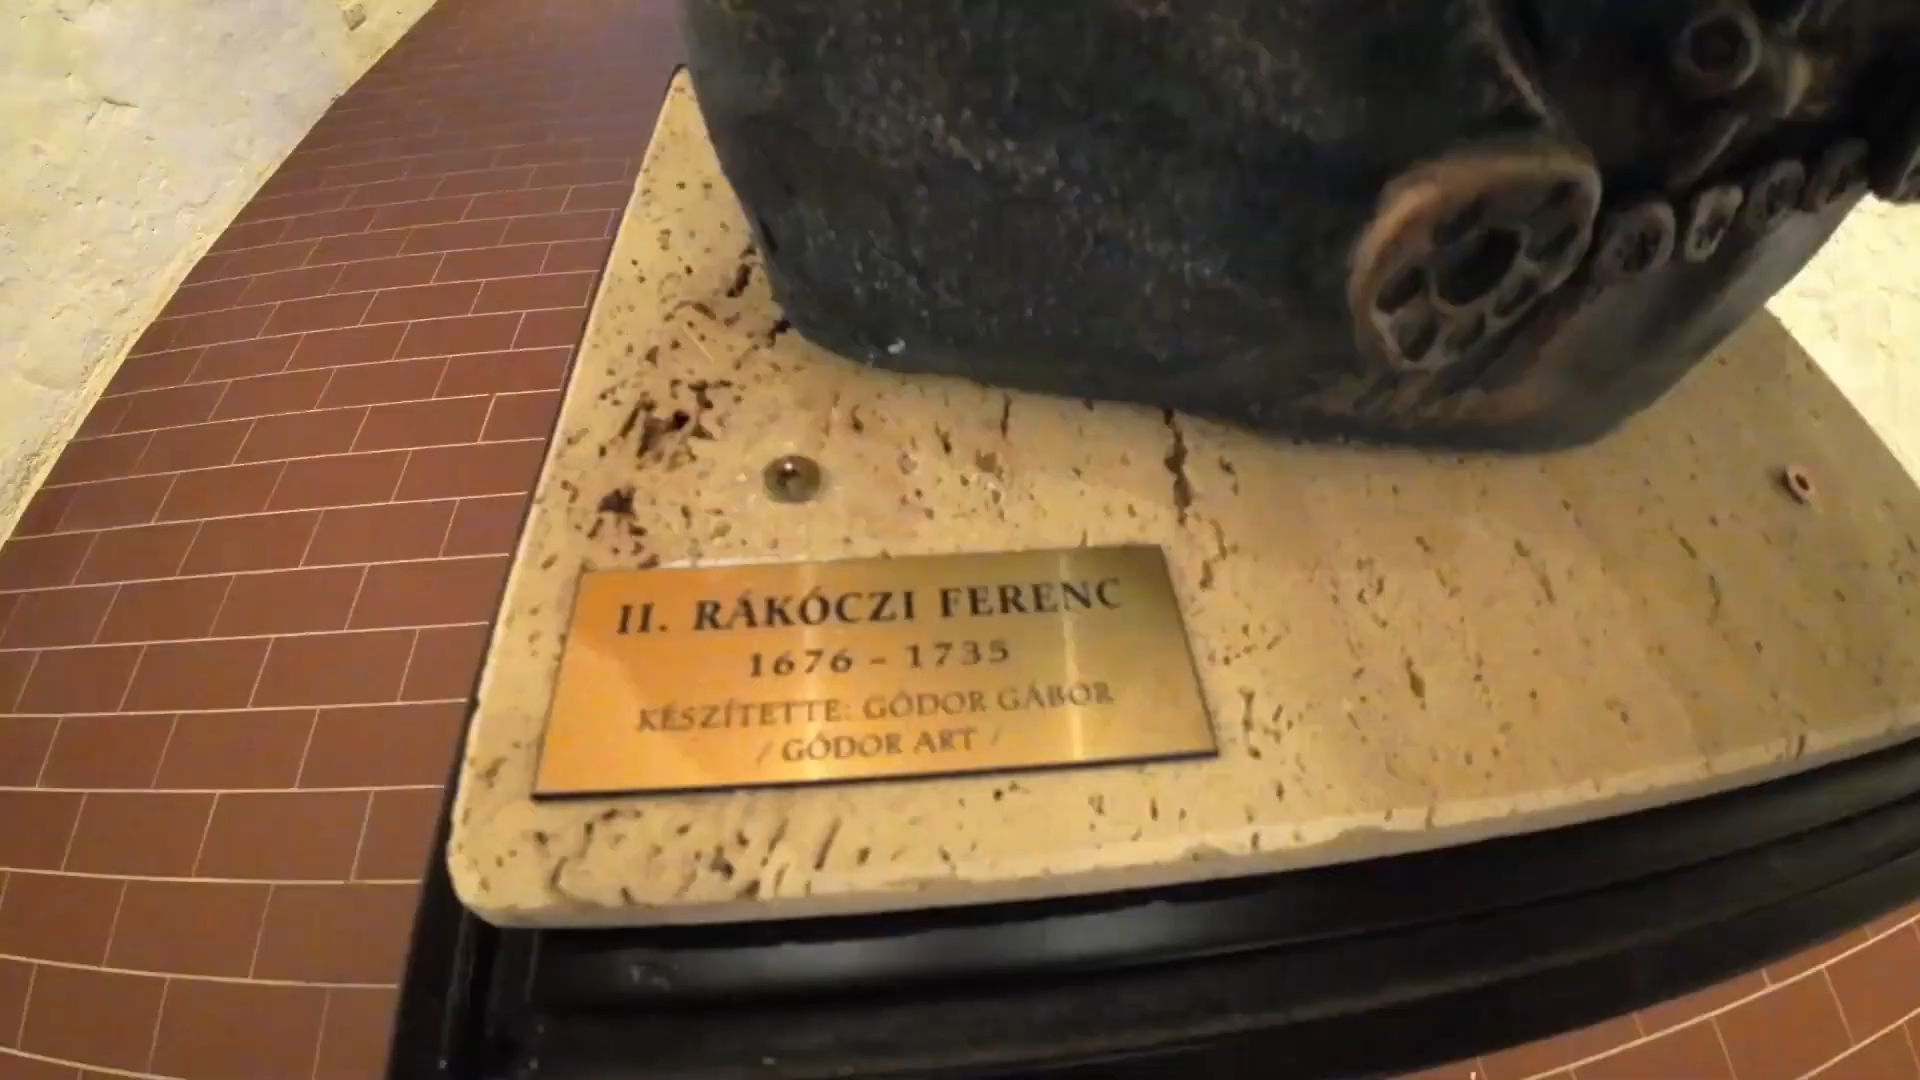 II. RÁKÓCZI FERENC
1676 - 1735
KÉSZÍTETTE: GÓDOR GÁBOR
/ GÓDOR ART /